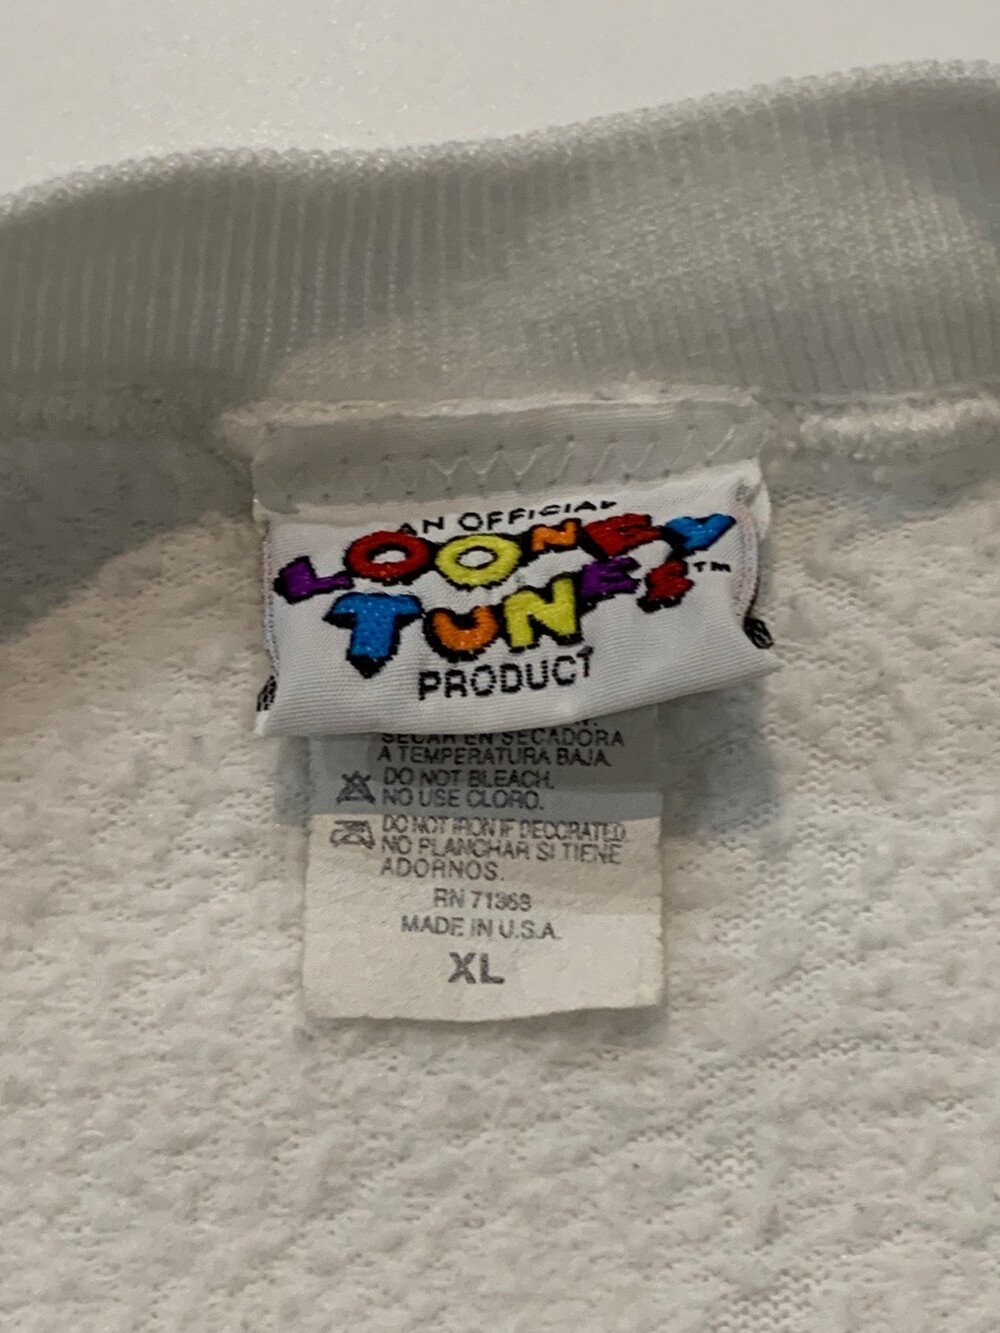 AN OFFICIAL
LOONEY
TUNES™
PRODUCT
SECAR EN SECADORA
A TEMPERATURA BAJA.
DO NOT BLEACH.
NO USE CLORO.
DO NOT IRON IF DECORATED
NO PLANCHAR SI TIENE
ADORNOS.
RN 71369
MADE IN U.S.A.
XL